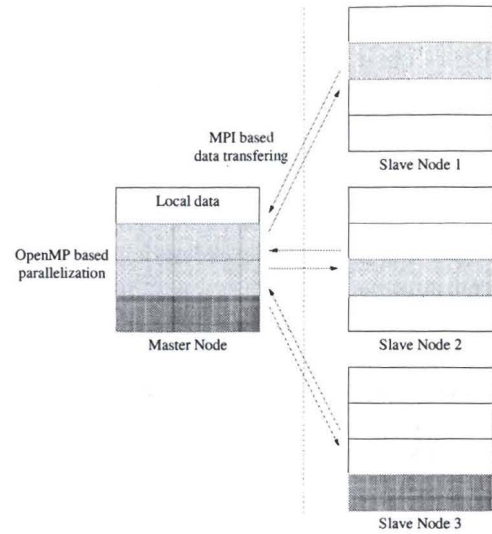 MPI based
data transfering
Slave Node 1
Local data
OpenMP based
parallelization
Master Node
Slave Node 2
Slave Node 3